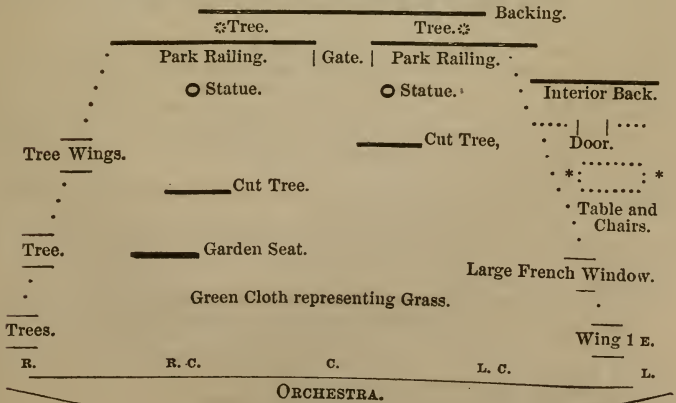 Backing.
Tree. Tree.
Park Railing. | Gate. | Park Railing.
Statue. Statue. Interior Back.
Tree Wings. Cut Tree, Door.
Cut Tree. * *
Table and
Chairs.
Tree. Garden Seat.
Large French Window.
Green Cloth representing Grass.
Trees. Wing 1 E.
R. R. C. C. L. C. L.
ORCHESTRA.